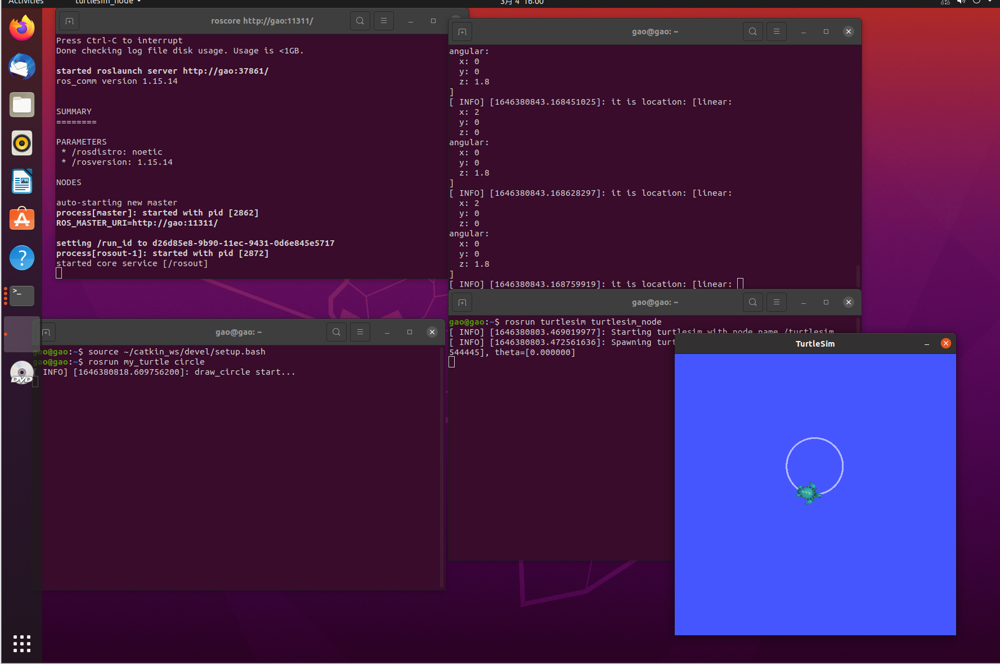 Activities
turtlesim_node
3月 4 16:00
roscore http://gao:11311/
Press Ctrl-C to interrupt
Done checking log file disk usage. Usage is <1GB.
started roslaunch server http://gao:37861/
ros_comm version 1.15.14
SUMMARY
========
PARAMETERS
* /rosdistro: noetic
* /rosversion: 1.15.14
NODES
auto-starting new master
process[master]: started with pid [2862]
ROS_MASTER_URI=http://gao:11311/
setting /run_id to d26d85e8-9b90-11ec-9431-0d6e845e5717
process[rosout-1]: started with pid [2872]
started core service [/rosout]
gao@gao: ~
angular:
x: 0
y: 0
z: 1.8
]
[ INFO] [1646380843.168451025]: it is location: [linear:
x: 2
y: 0
z: 0
angular:
x: 0
y: 0
z: 1.8
]
[ INFO] [1646380843.168628297]: it is location: [linear:
x: 2
y: 0
z: 0
angular:
x: 0
y: 0
z: 1.8
]
[ INFO] [1646380843.168759919]: it is location: [linear:
gao@gao: ~
gao@gao:~$ source ~/catkin_ws/devel/setup.bash
gao@gao:~$ rosrun my_turtle circle
[ INFO] [1646380818.609756200]: draw_circle start...
gao@gao: ~
gao@gao:~$ rosrun turtlesim turtlesim_node
[ INFO] [1646380803.469019977]: Starting turtlesim with node name /turtlesim
[ INFO] [1646380803.472561636]: Spawning turt
544445], theta=[0.000000]
TurtleSim
DVD